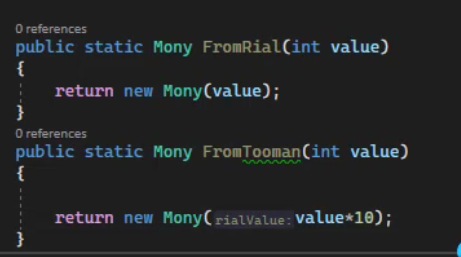 0 references
public static Mony FromRial(int value)
{
return new Mony(value);
}
0 references
public static Mony FromTooman(int value)
{
return new Mony(rialValue:value*10);
}